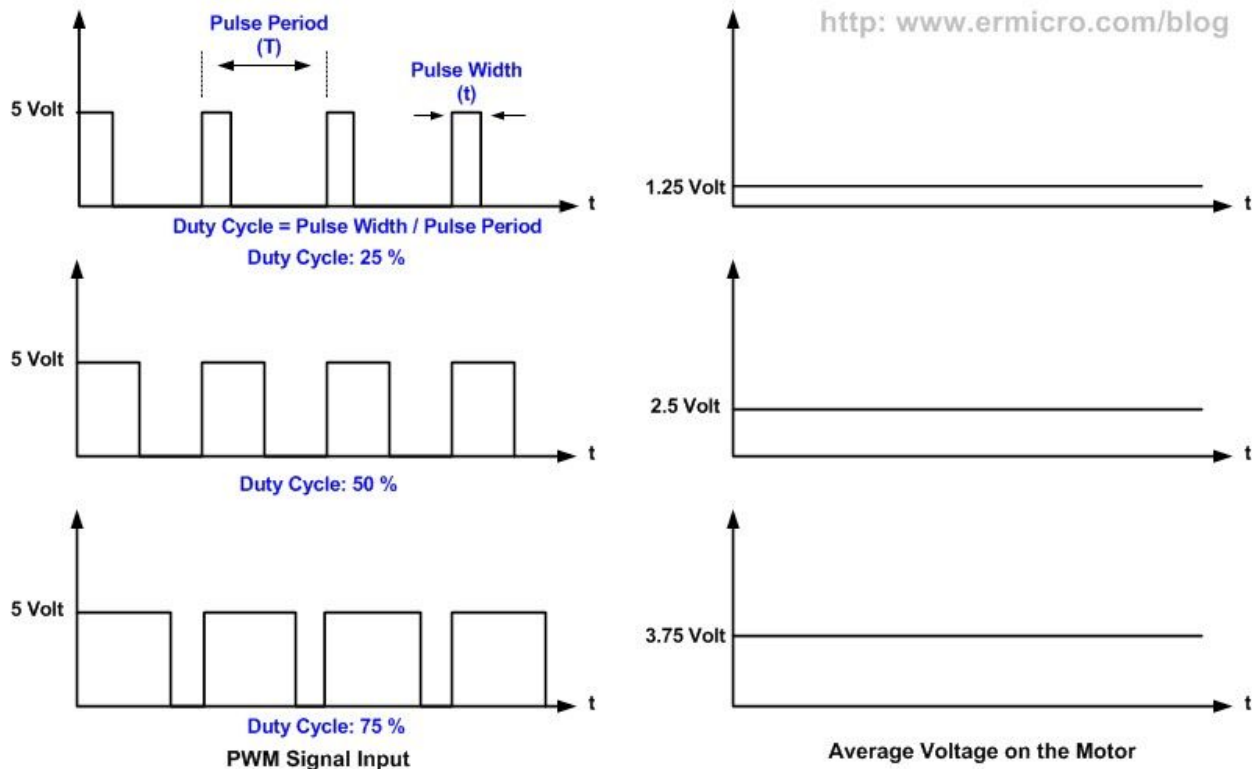 http: www.ermicro.com/blog
Pulse Period
(T)
Pulse Width
(t)
5 Volt
t
Duty Cycle = Pulse Width / Pulse Period
Duty Cycle: 25 %
1.25 Volt
t
5 Volt
t
Duty Cycle: 50 %
2.5 Volt
t
5 Volt
t
Duty Cycle: 75 %
PWM Signal Input
3.75 Volt
t
Average Voltage on the Motor